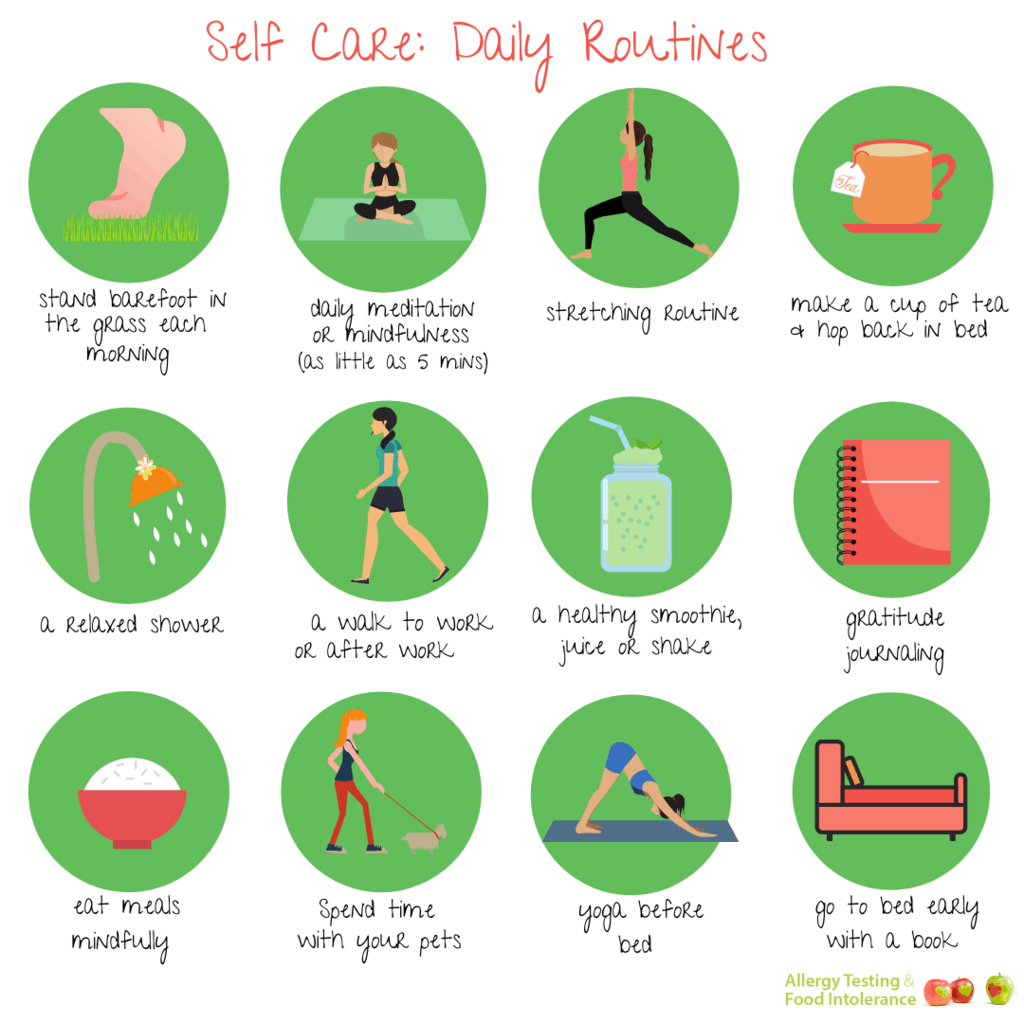 Self Care: Daily Routines
stand barefoot in
the grass each
morning
daily meditation
or mindfulness
(as little as 5 mins)
stretching routine
Tea
make a cup of tea
& hop back in bed
a relaxed shower
a walk to work
or after work
a healthy smoothie,
juice or shake
gratitude
journaling
eat meals
mindfully
Spend time
with your pets
yoga before
bed
go to bed early
with a book
Allergy Testing &
Food Intolerance